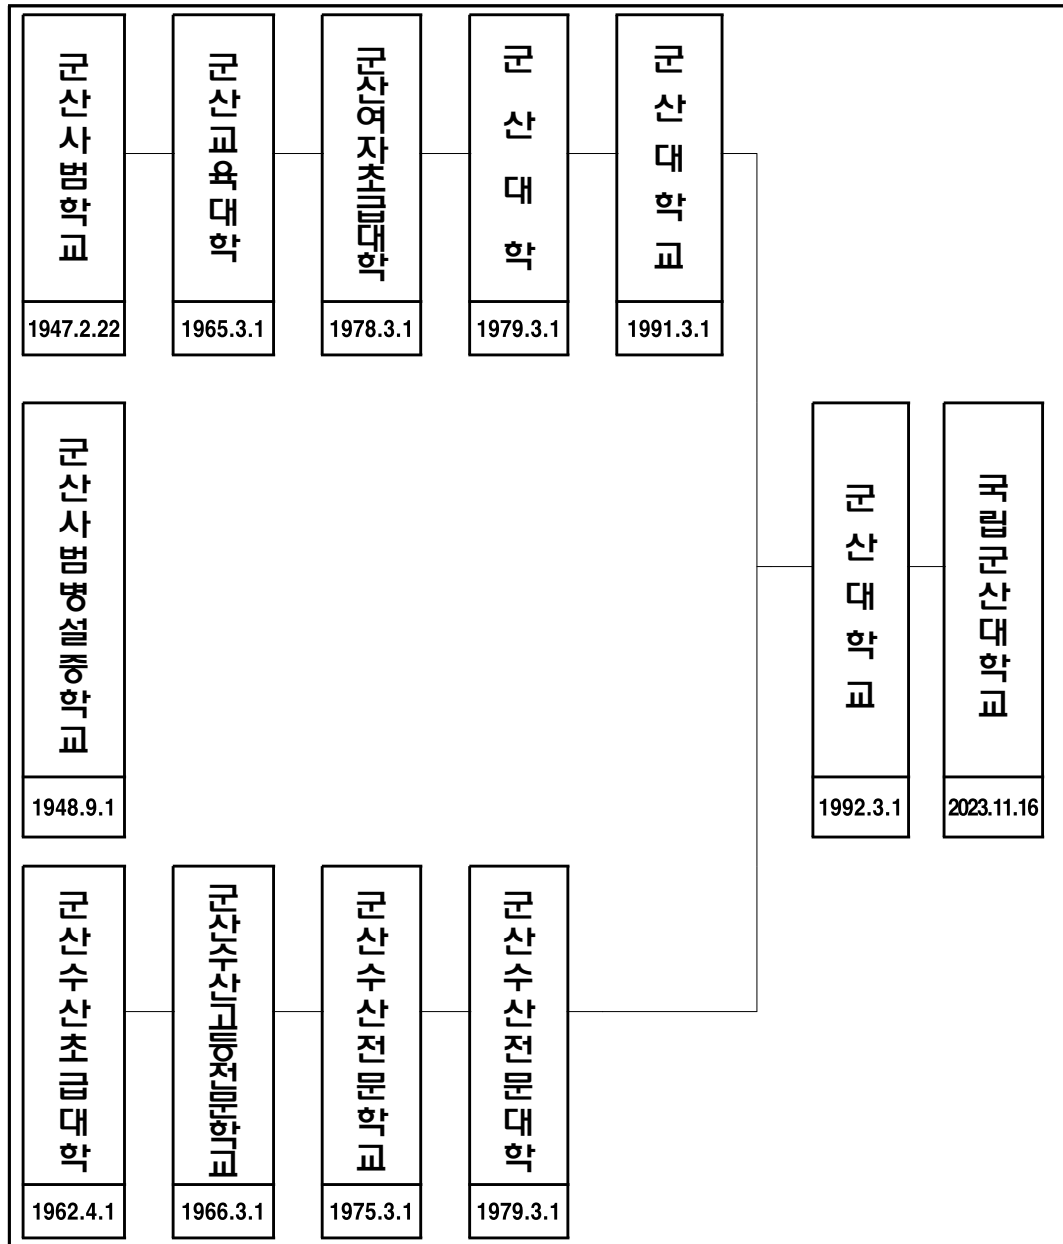 군산사범학교
1947.2.22
군산교육대학
1965.3.1
군산여자초급대학
1978.3.1
군산대학
1979.3.1
군산대학교
1991.3.1
군산사범병설중학교
1948.9.1
군산대학교
1992.3.1
국립군산대학교
2023.11.16
군산수산초급대학
1962.4.1
군산수산고등전문학교
1966.3.1
군산수산전문학교
1975.3.1
군산수산전문대학
1979.3.1